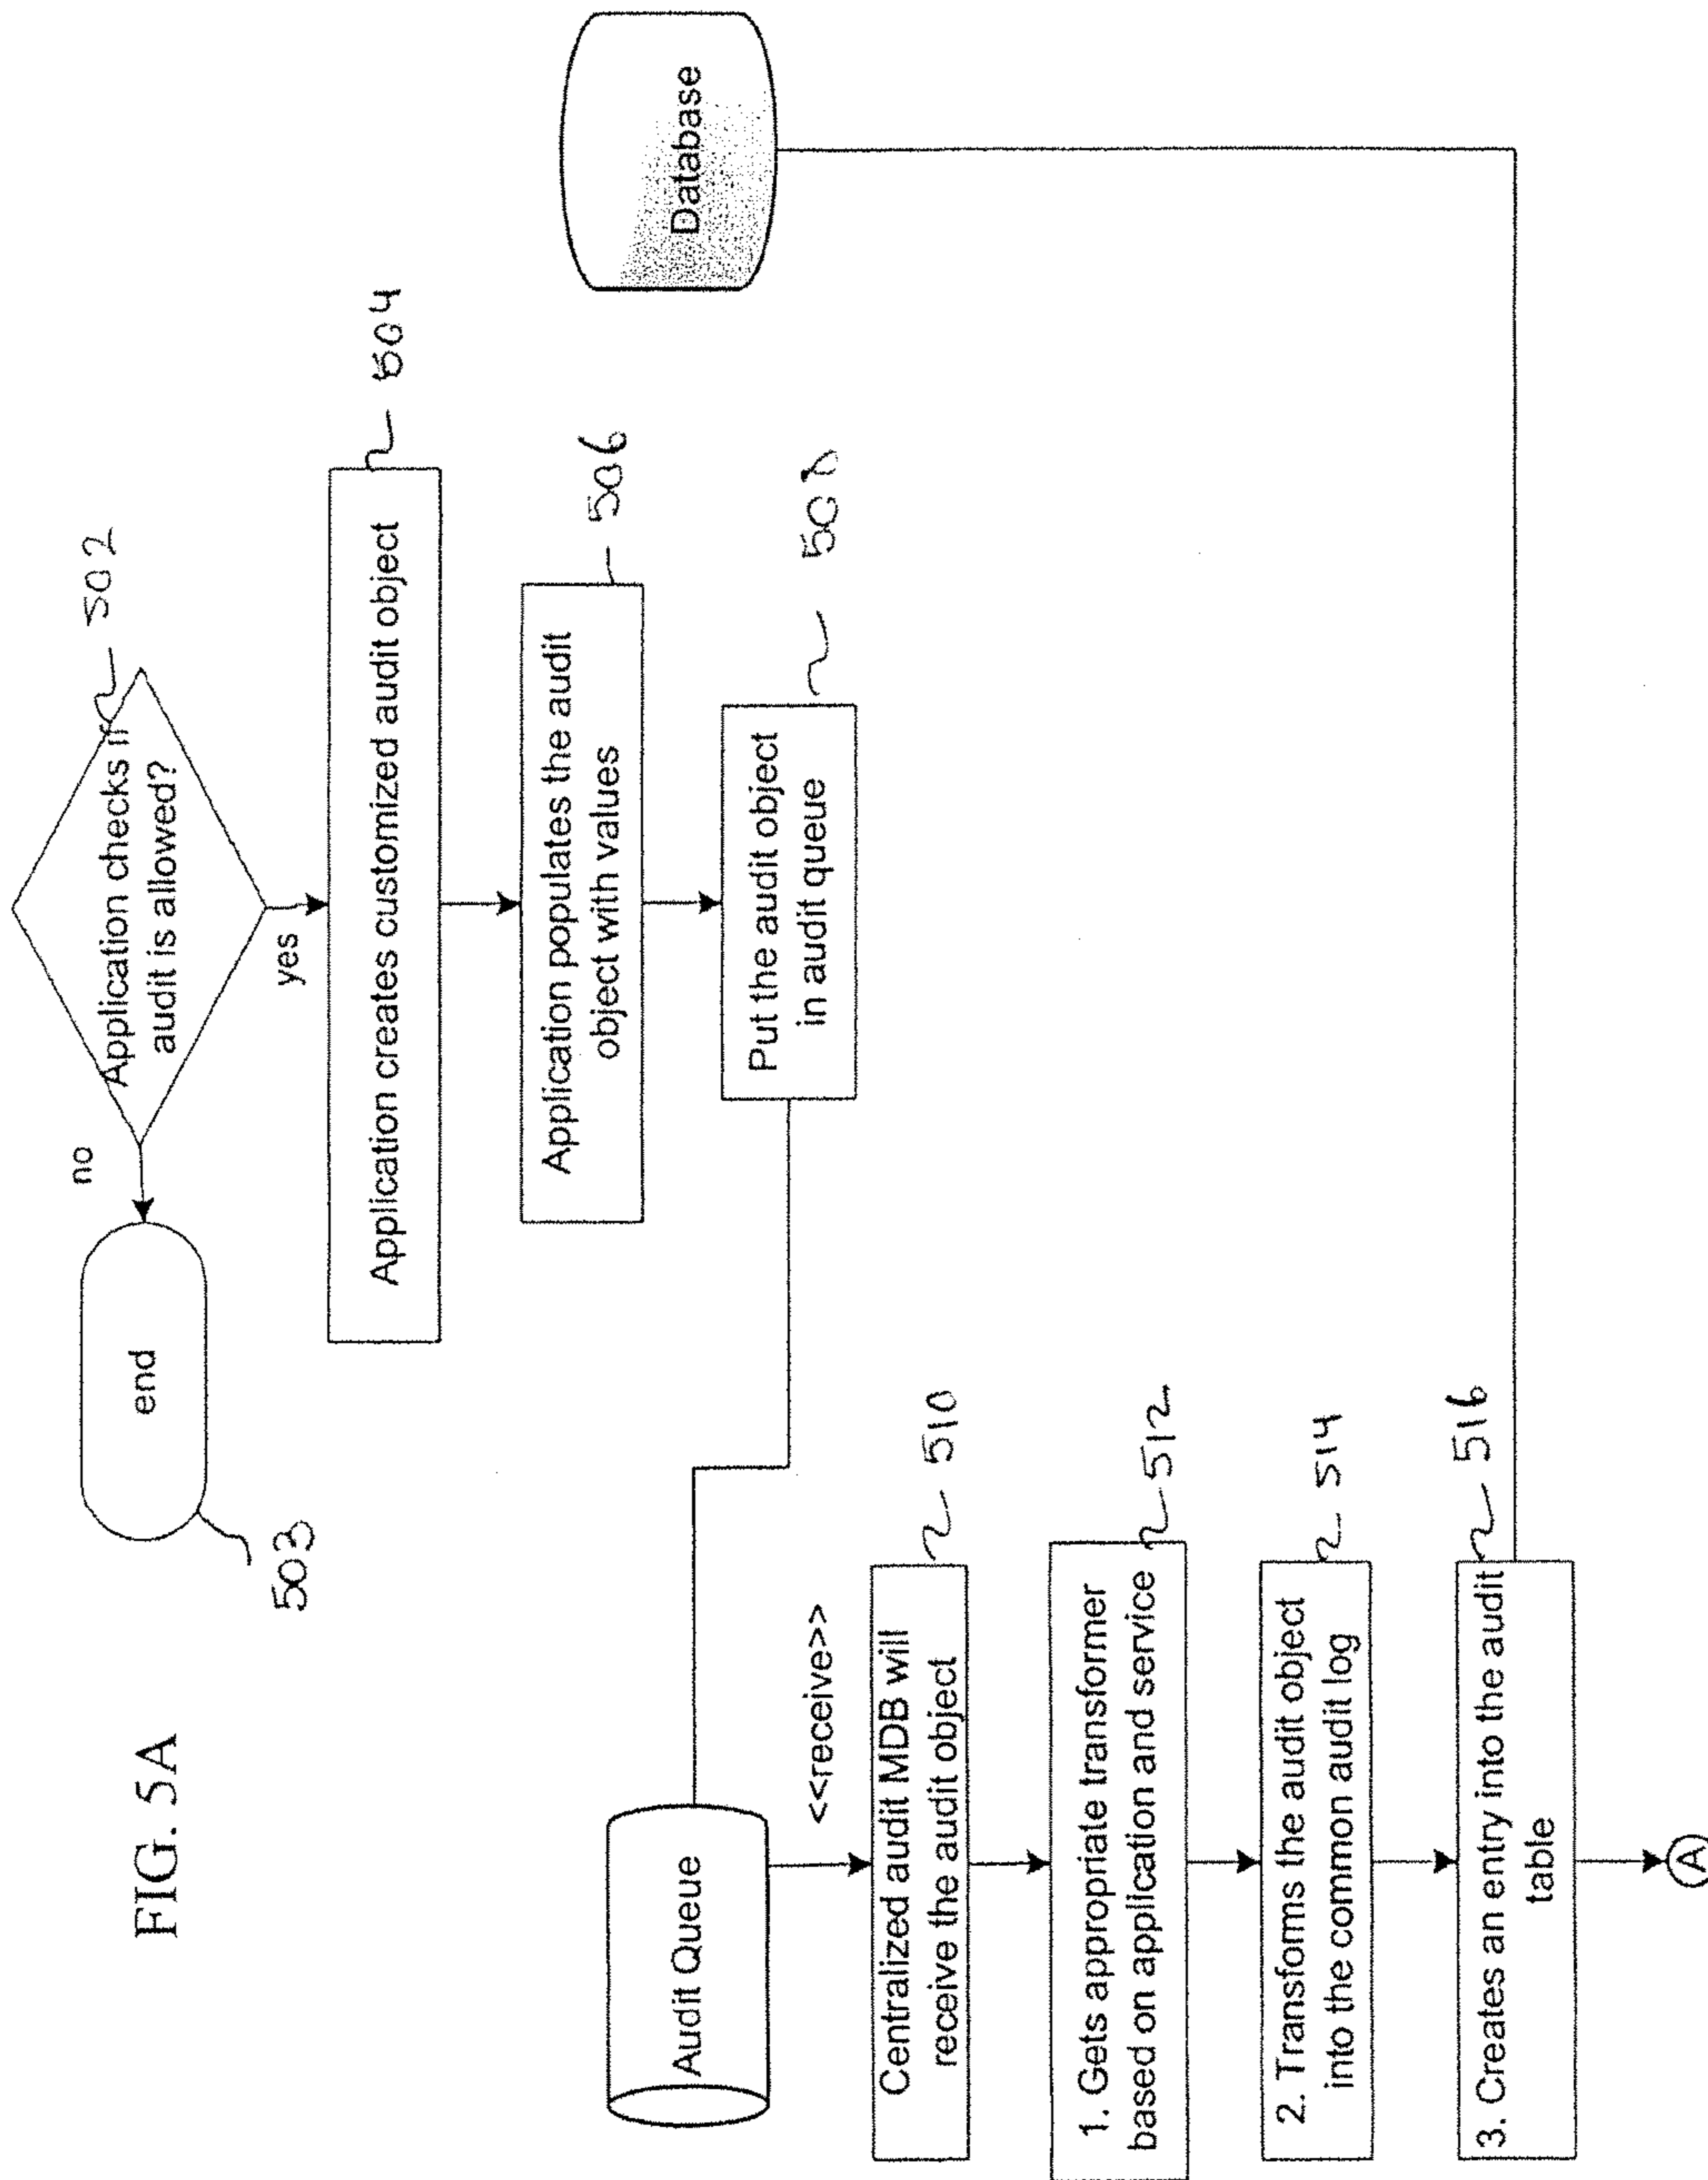 FIG. 5A
Application checks if
audit is allowed?
502
no
end
503
yes
Application creates customized audit object
504
Application populates the audit
object with values
506
Put the audit object
in audit queue
508
Database
Audit Queue
<<receive>>
Centralized audit MDB will
receive the audit object
510
1. Gets appropriate transformer
based on application and service
512
2. Transfoms the audit object
into the common audit log
514
3. Creates an entry into the audit
table
516
A